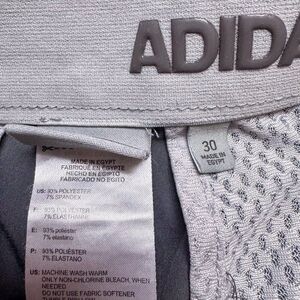 ADIDA
30
MADE IN
EGYPT
MADE IN EGYPT
FABRIQUÉ EN EGYPTE
HECHO EN EGIPTO
FABRICADO NO EGITO
US: 93% POLYESTER
7% SPANDEX
F: 93% POLYESTER
7% ÉLASTHANNE
E: 93% poliéster
7% elastano
P: 93% POLIÉSTER
7% ELASTANO
US: MACHINE WASH WARM
ONLY NON-CHLORINE BLEACH, WHEN
NEEDED
DO NOT USE FABRIC SOFTENER